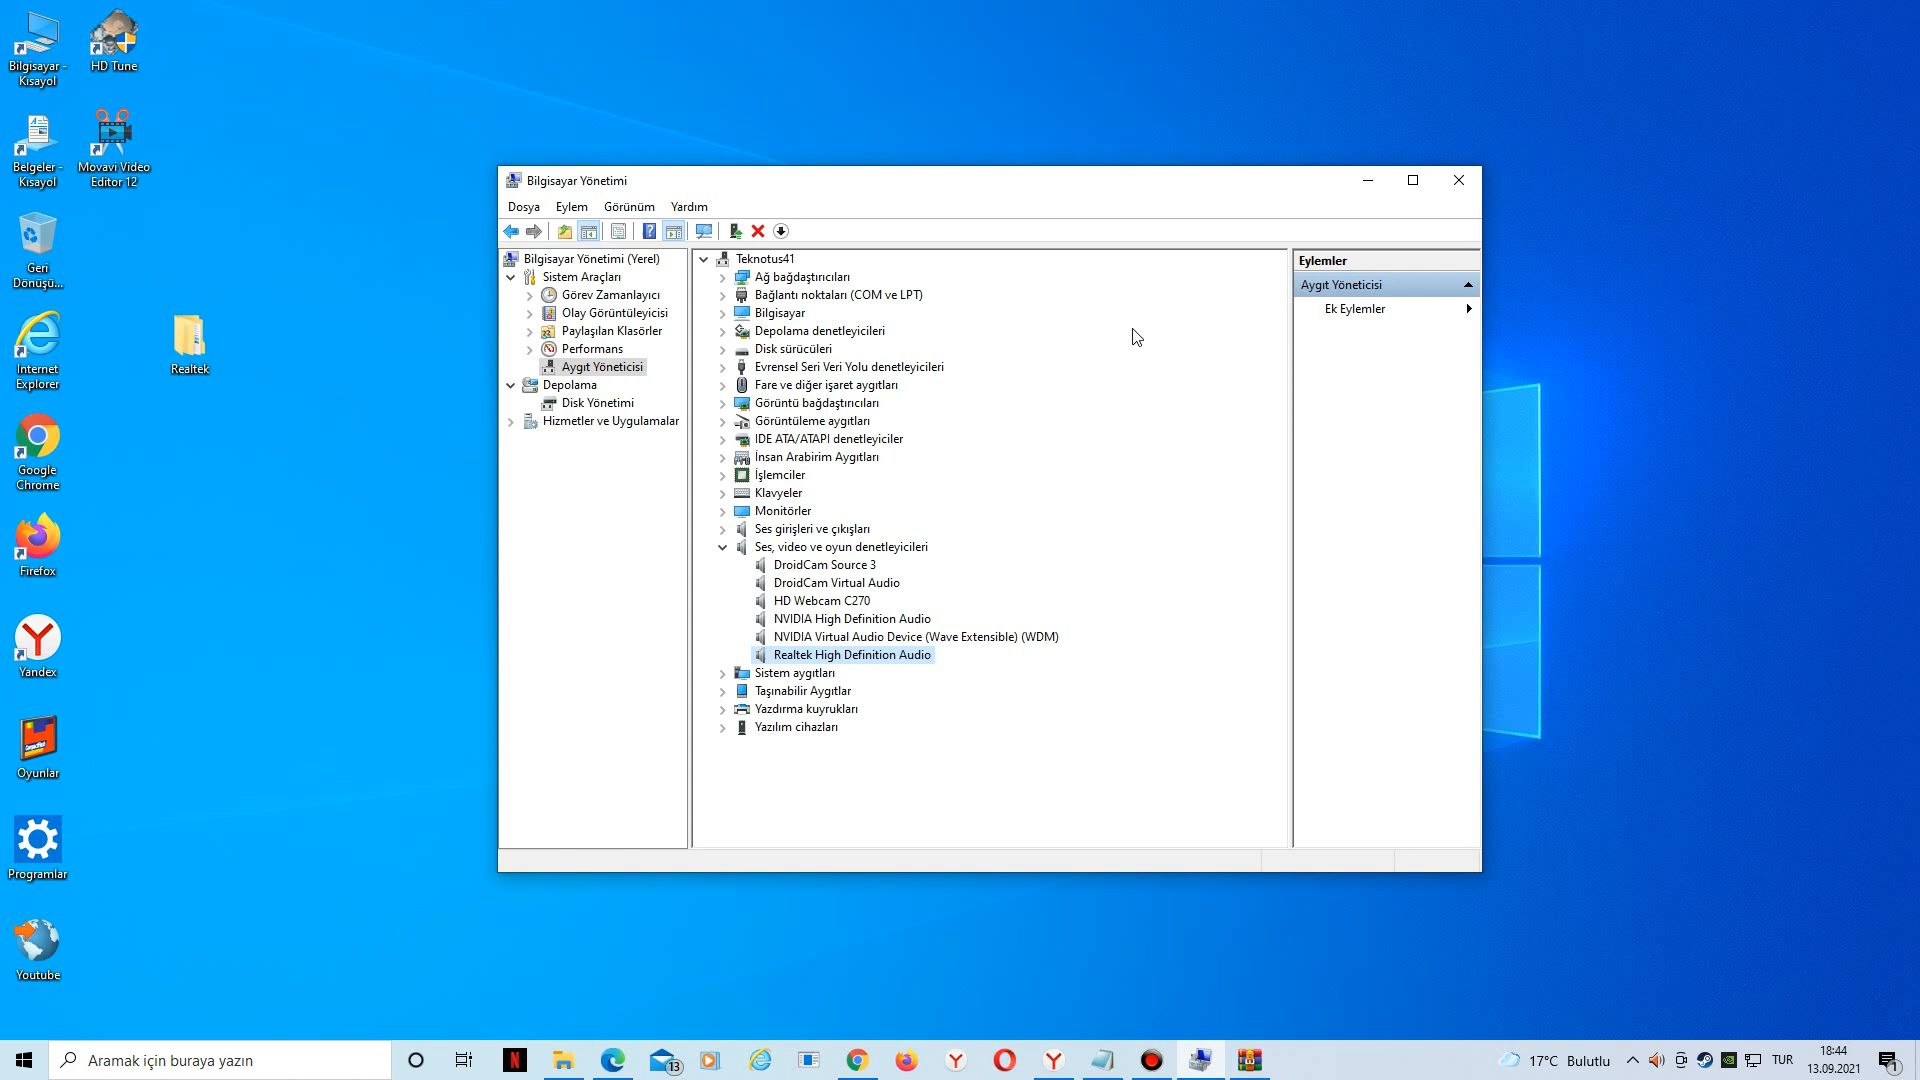 Bilgisayar -
Kısayol
HD Tune
Belgeler -
Kısayol
Movavi Video
Editor 12
Geri
Dönüşü...
Internet
Explorer
Realtek
Google
Chrome
Firefox
Yandex
Oyunlar
Programlar
Youtube
Bilgisayar Yönetimi
Dosya Eylem Görünüm Yardım
Bilgisayar Yönetimi (Yerel)
Sistem Araçları
Görev Zamanlayıcı
Olay Görüntüleyicisi
Paylaşılan Klasörler
Performans
Aygıt Yöneticisi
Depolama
Disk Yönetimi
Hizmetler ve Uygulamalar
Teknotus41
Ağ bağdaştırıcıları
Bağlantı noktaları (COM ve LPT)
Bilgisayar
Depolama denetleyicileri
Disk sürücüleri
Evrensel Seri Veri Yolu denetleyicileri
Fare ve diğer işaret aygıtları
Görüntü bağdaştırıcıları
Görüntüleme aygıtları
IDE ATA/ATAPI denetleyiciler
İnsan Arabirim Aygıtları
İşlemciler
Klavyeler
Monitörler
Ses girişleri ve çıkışları
Ses, video ve oyun denetleyicileri
DroidCam Source 3
DroidCam Virtual Audio
HD Webcam C270
NVIDIA High Definition Audio
NVIDIA Virtual Audio Device (Wave Extensible) (WDM)
Realtek High Definition Audio
Sistem aygıtları
Taşınabilir Aygıtlar
Yazdırma kuyrukları
Yazılım cihazları
Eylemler
Aygıt Yöneticisi
Ek Eylemler
Aramak için buraya yazın
13
17°C Bulutlu
TUR
18:44
13.09.2021
1